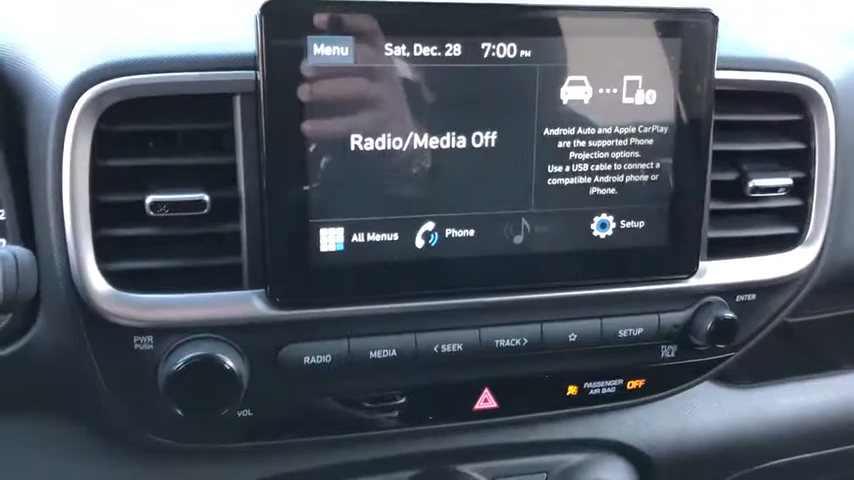 Menu
Sat, Dec. 28
7:00 PM
Radio/Media Off
Android Auto and Apple CarPlay
are the supported Phone
Projection options.
Use a USB cable to connect a
compatible Android phone or
iPhone.
All Menus
Phone
Setup
PWR
PUSH
VOL
RADIO
MEDIA
< SEEK
TRACK >
☆
SETUP
ENTER
TUNE
FILE
PASSENGER
AIR BAG
OFF